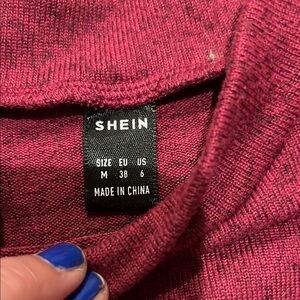 SHEIN
SIZE EU US
M 38 6
MADE IN CHINA